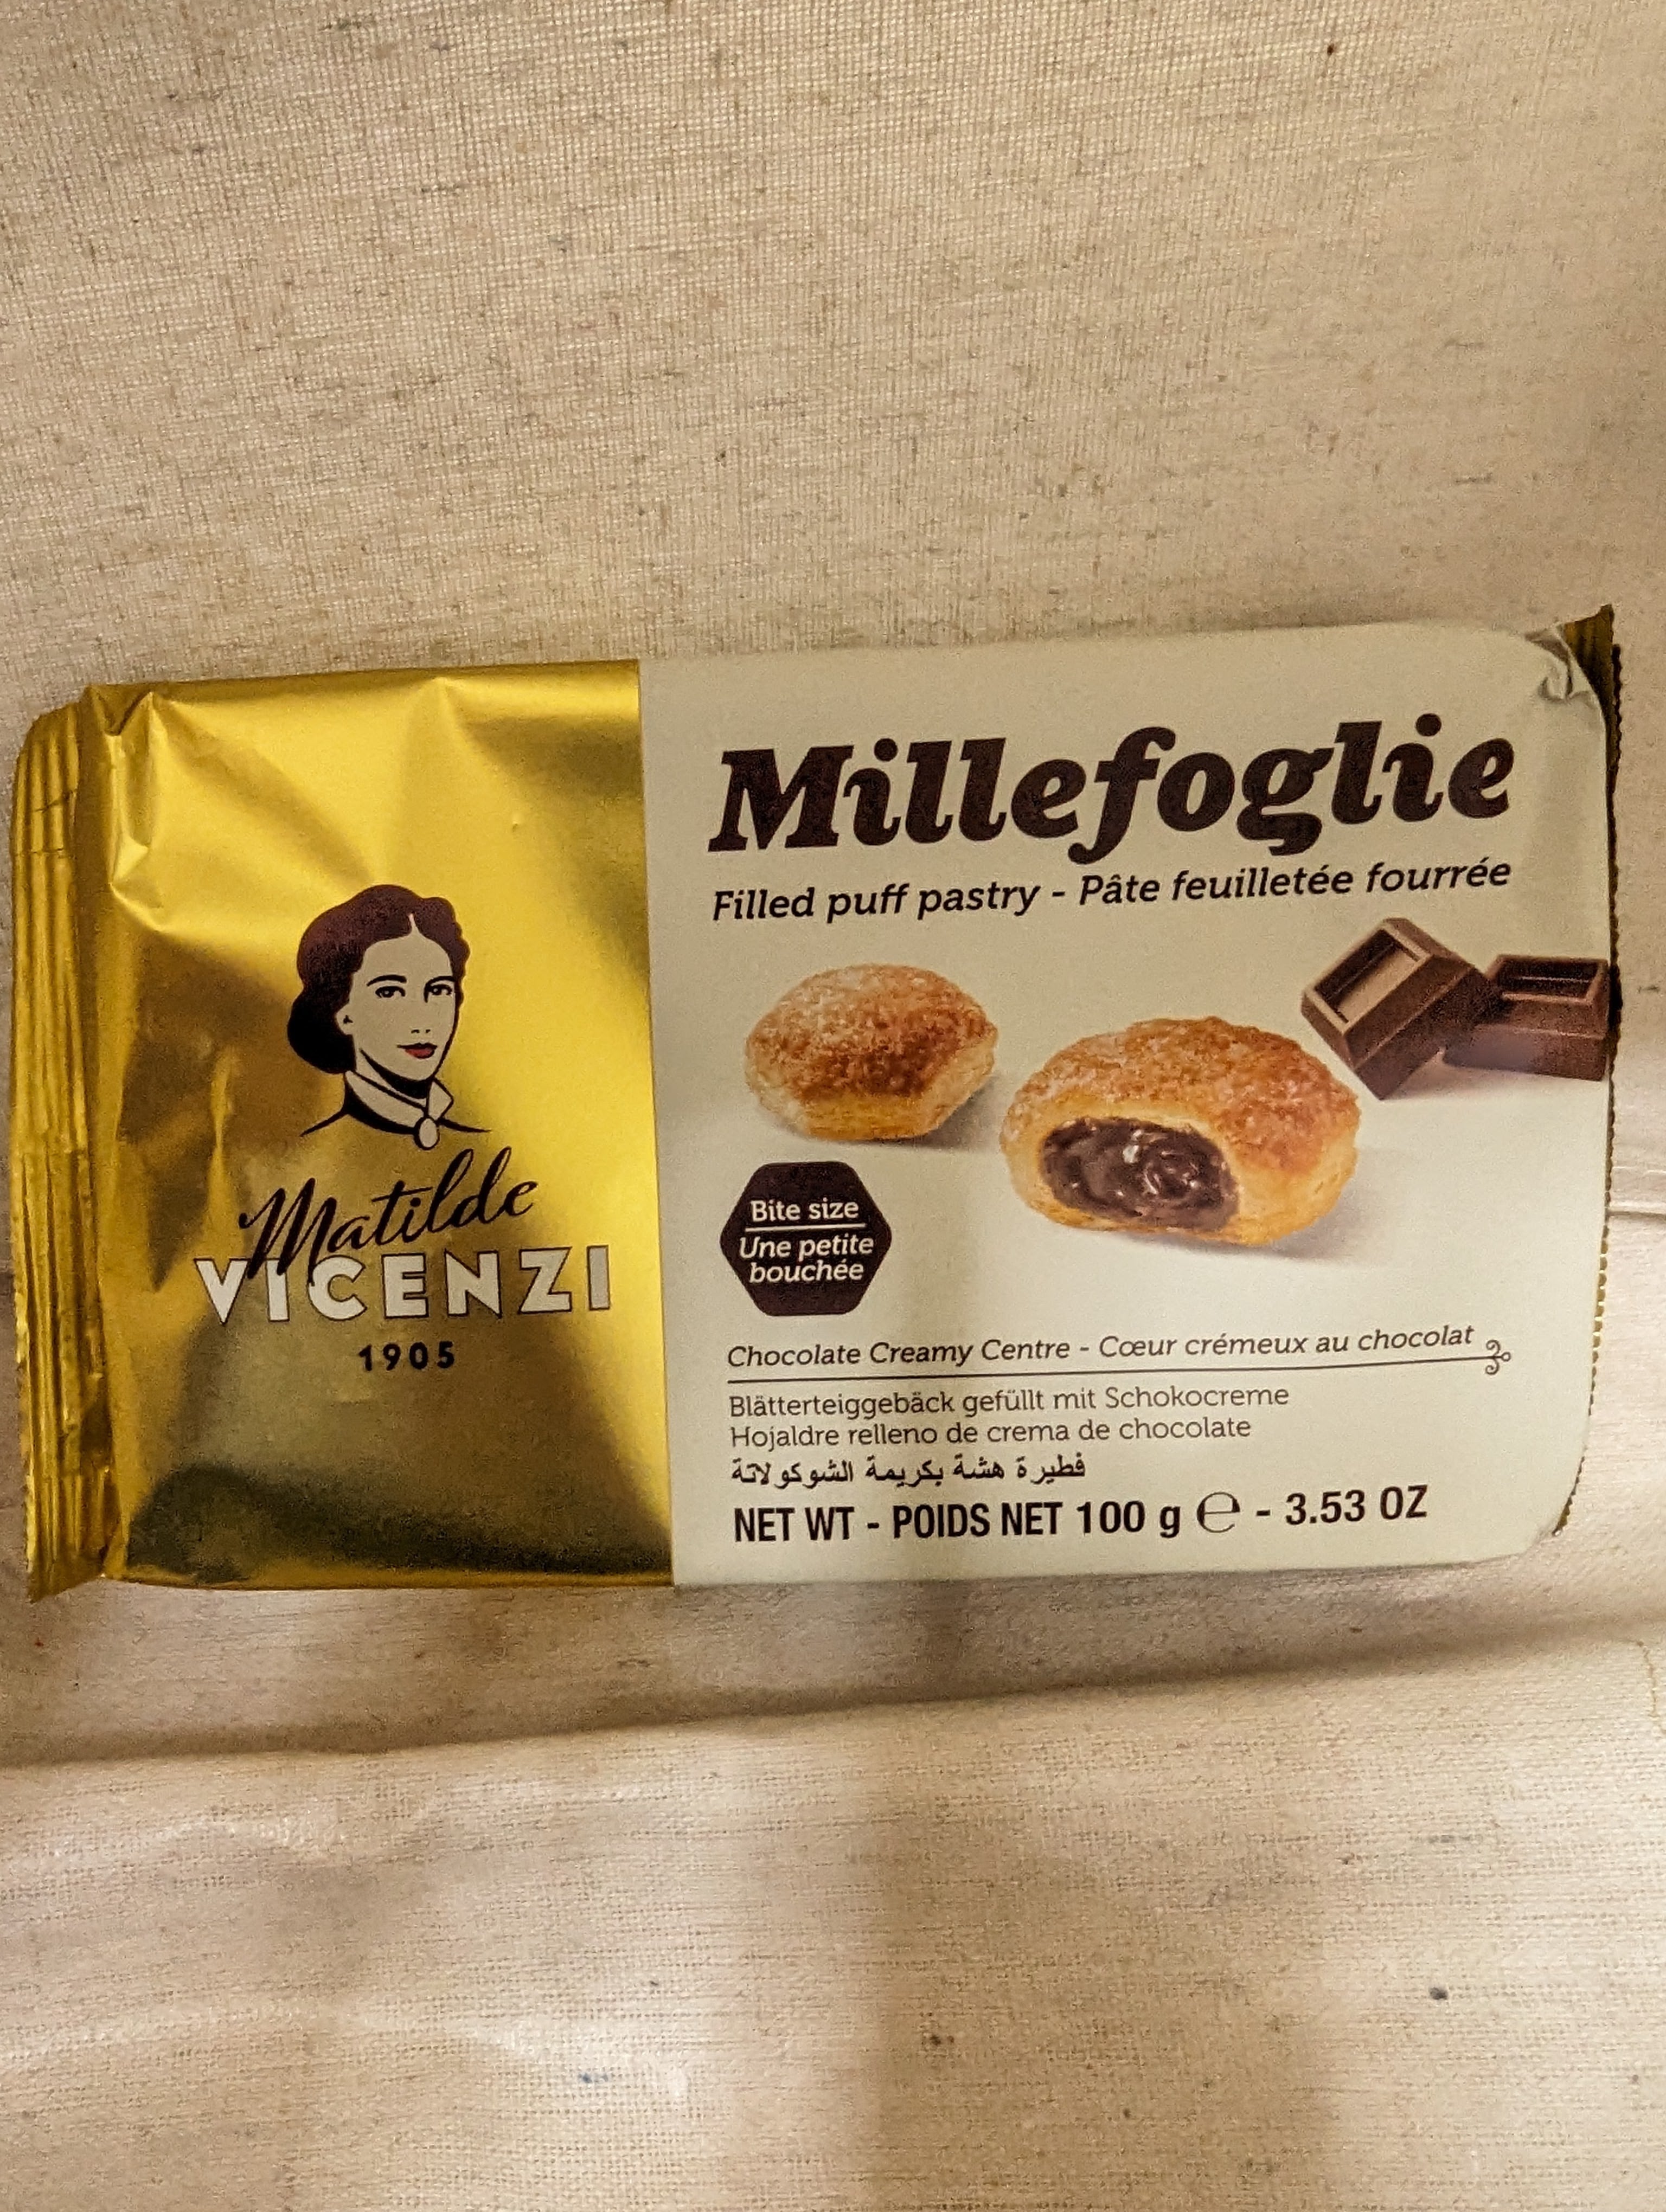 Matilde
VICENZI
1905
Millefoglie
Filled puff pastry - Pâte feuilletée fourrée
Bite size
Une petite
bouchée
Chocolate Creamy Centre - Cœur crémeux au chocolat
Blätterteiggebäck gefüllt mit Schokocreme
Hojaldre relleno de crema de chocolate
فطيرة هشة بكريمة الشوكولاتة
NET WT - POIDS NET 100 g ℮ - 3.53 OZ